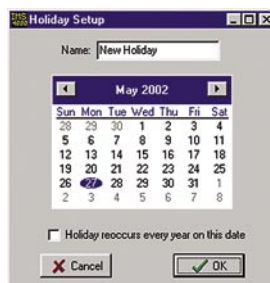 IMS 4000 Holiday Setup
Name: New Holiday
May 2002
Sun Mon Tue Wed Thu Fri Sat
28 29 30 1 2 3 4
5 6 7 8 9 10 11
12 13 14 15 16 17 18
19 20 21 22 23 24 25
26 27 28 29 30 31 1
2 3 4 5 6 7 8
Holiday reoccurs every year on this date
Cancel OK